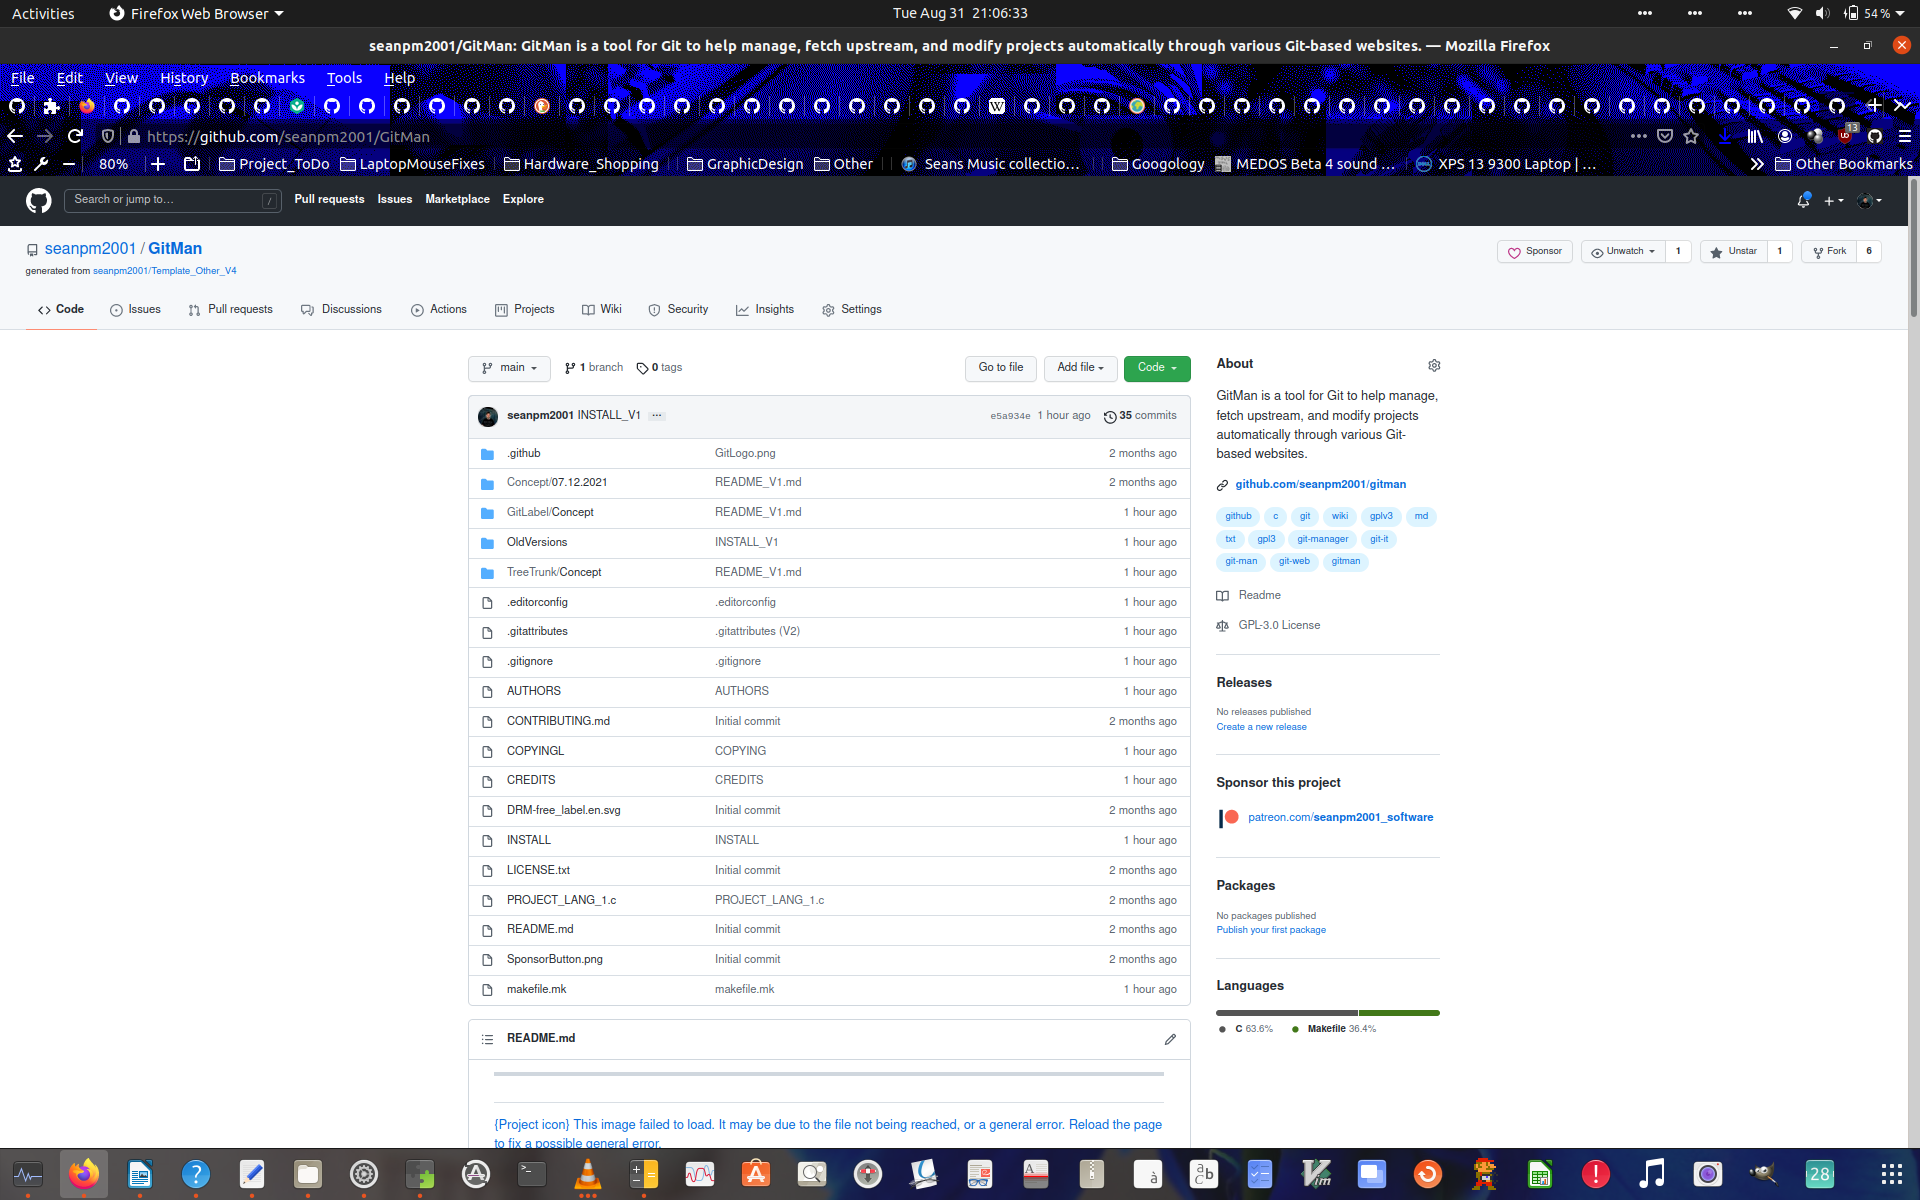 Activities Firefox Web Browser Tue Aug 31 21:06:33 54 %
seanpm2001/GitMan: GitMan is a tool for Git to help manage, fetch upstream, and modify projects automatically through various Git-based websites. — Mozilla Firefox
File Edit View History Bookmarks Tools Help
https://github.com/seanpm2001/GitMan 13
80% Project_ToDo LaptopMouseFixes Hardware_Shopping GraphicDesign Other Seans Music collectio… Googology MEDOS Beta 4 sound … XPS 13 9300 Laptop | … Other Bookmarks
Search or jump to… / Pull requests Issues Marketplace Explore
seanpm2001 / GitMan Sponsor Unwatch 1 Unstar 1 Fork 6
generated from seanpm2001/Template_Other_V4
Code Issues Pull requests Discussions Actions Projects Wiki Security Insights Settings
main 1 branch 0 tags Go to file Add file Code
seanpm2001 INSTALL_V1 ... e5a934e 1 hour ago 35 commits
.github GitLogo.png 2 months ago
Concept/07.12.2021 README_V1.md 2 months ago
GitLabel/Concept README_V1.md 1 hour ago
OldVersions INSTALL_V1 1 hour ago
TreeTrunk/Concept README_V1.md 1 hour ago
.editorconfig .editorconfig 1 hour ago
.gitattributes .gitattributes (V2) 1 hour ago
.gitignore .gitignore 1 hour ago
AUTHORS AUTHORS 1 hour ago
CONTRIBUTING.md Initial commit 2 months ago
COPYINGL COPYING 1 hour ago
CREDITS CREDITS 1 hour ago
DRM-free_label.en.svg Initial commit 2 months ago
INSTALL INSTALL 1 hour ago
LICENSE.txt Initial commit 2 months ago
PROJECT_LANG_1.c PROJECT_LANG_1.c 2 months ago
README.md Initial commit 2 months ago
SponsorButton.png Initial commit 2 months ago
makefile.mk makefile.mk 1 hour ago
README.md
{Project icon} This image failed to load. It may be due to the file not being reached, or a general error. Reload the page
to fix a possible general error.
About
GitMan is a tool for Git to help manage,
fetch upstream, and modify projects
automatically through various Git-
based websites.
github.com/seanpm2001/gitman
github c git wiki gplv3 md
txt gpl3 git-manager git-it
git-man git-web gitman
Readme
GPL-3.0 License
Releases
No releases published
Create a new release
Sponsor this project
patreon.com/seanpm2001_software
Packages
No packages published
Publish your first package
Languages
C 63.6% Makefile 36.4%
28